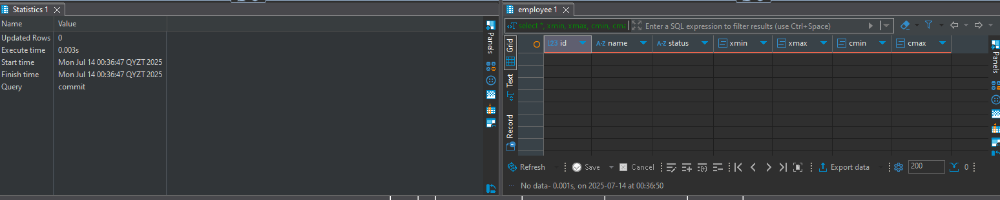 Statistics 1
Name Value
Updated Rows 0
Execute time 0.003s
Start time Mon Jul 14 00:36:47 QYZT 2025
Finish time Mon Jul 14 00:36:47 QYZT 2025
Query commit
Panels
employee 1
select *, xmin, xmax, cmin, cma
Enter a SQL expression to filter results (use Ctrl+Space)
Grid
Text
Record
123 id A-Z name A-Z status xmin xmax cmin cmax
Panels
Refresh Save Cancel Export data 200 0
No data- 0.001s, on 2025-07-14 at 00:36:50